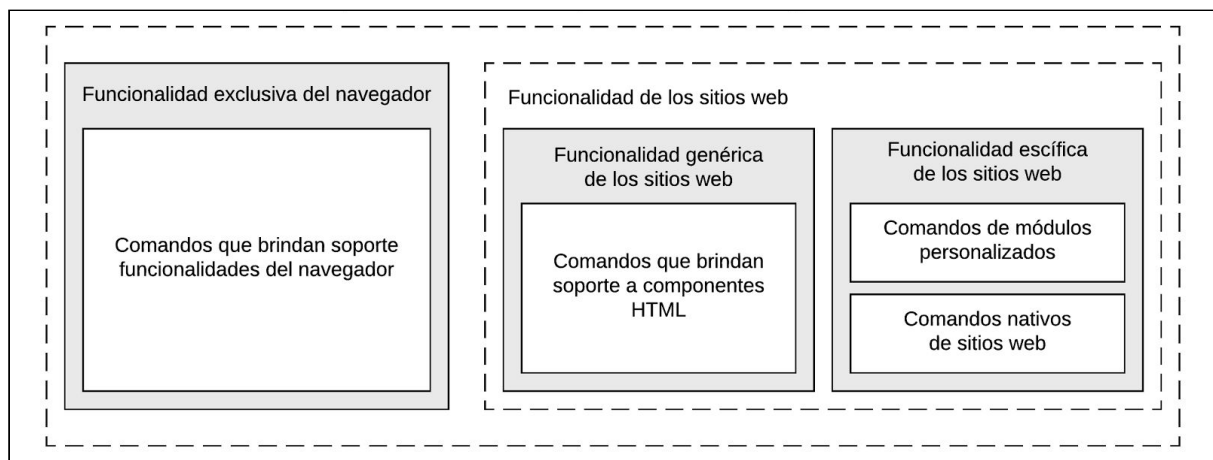 Funcionalidad exclusiva del navegador
Comandos que brindan soporte
funcionalidades del navegador
Funcionalidad de los sitios web
Funcionalidad genérica
de los sitios web
Comandos que brindan
soporte a componentes
HTML
Funcionalidad escífica
de los sitios web
Comandos de módulos
personalizados
Comandos nativos
de sitios web